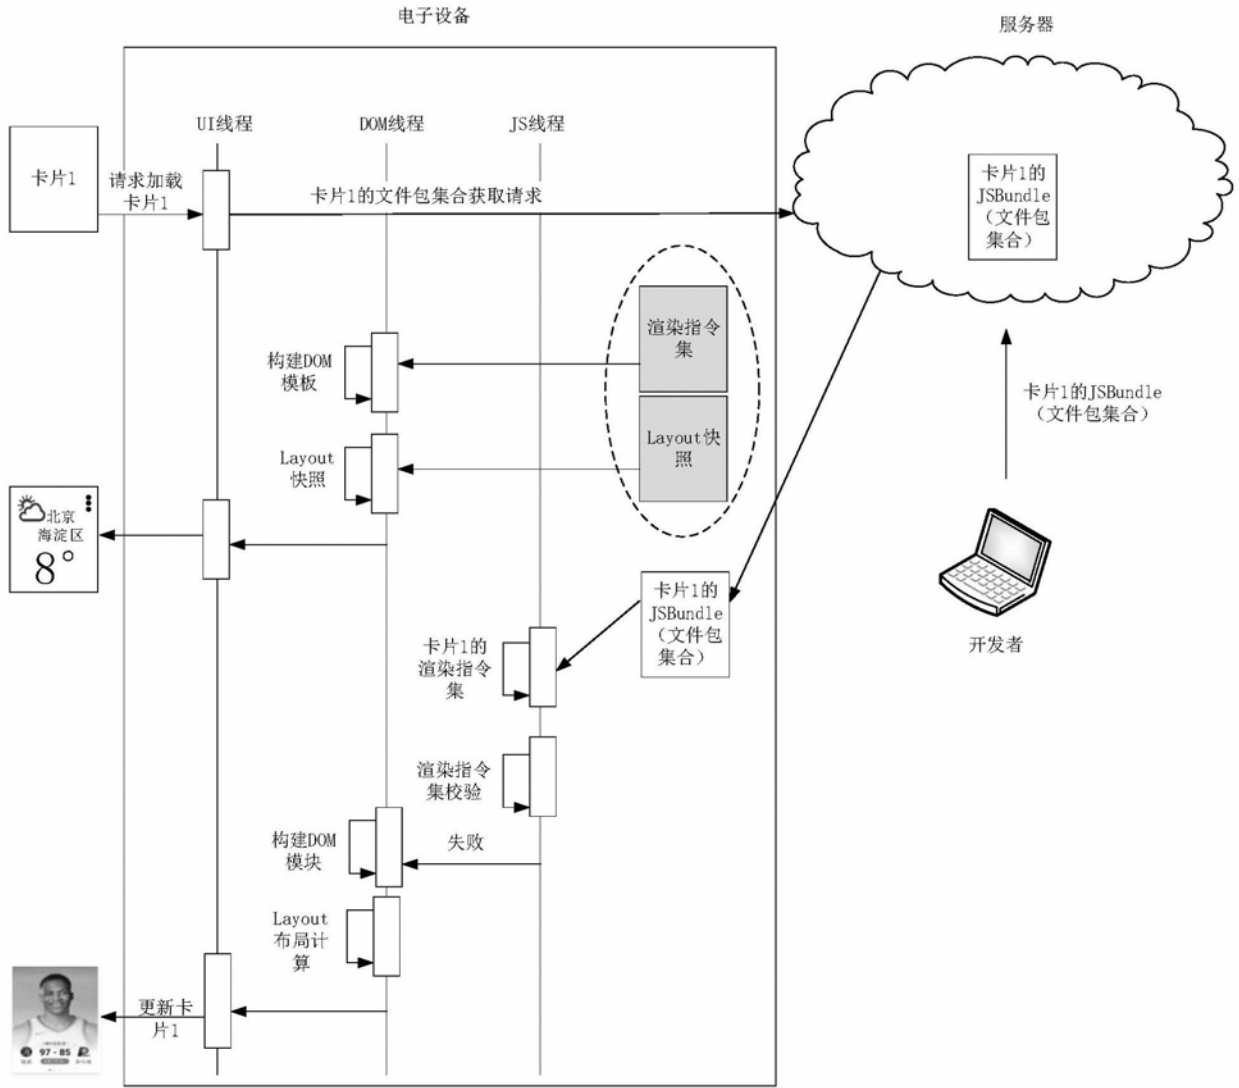 电子设备
服务器
UI线程
DOM线程
JS线程
卡片1
请求加载
卡片1
卡片1的文件包集合获取请求
卡片1的
JSBundle
（文件包
集合）
渲染指令
集
构建DOM
模板
Layout快
照
Layout
快照
卡片1的JSBundle
（文件包集合）
北京
海淀区
8°
开发者
卡片1的
JSBundle
（文件包
集合）
卡片1的
渲染指令
集
渲染指令
集校验
构建DOM
模块
失败
Layout
布局计
算
更新卡
片1
97-85